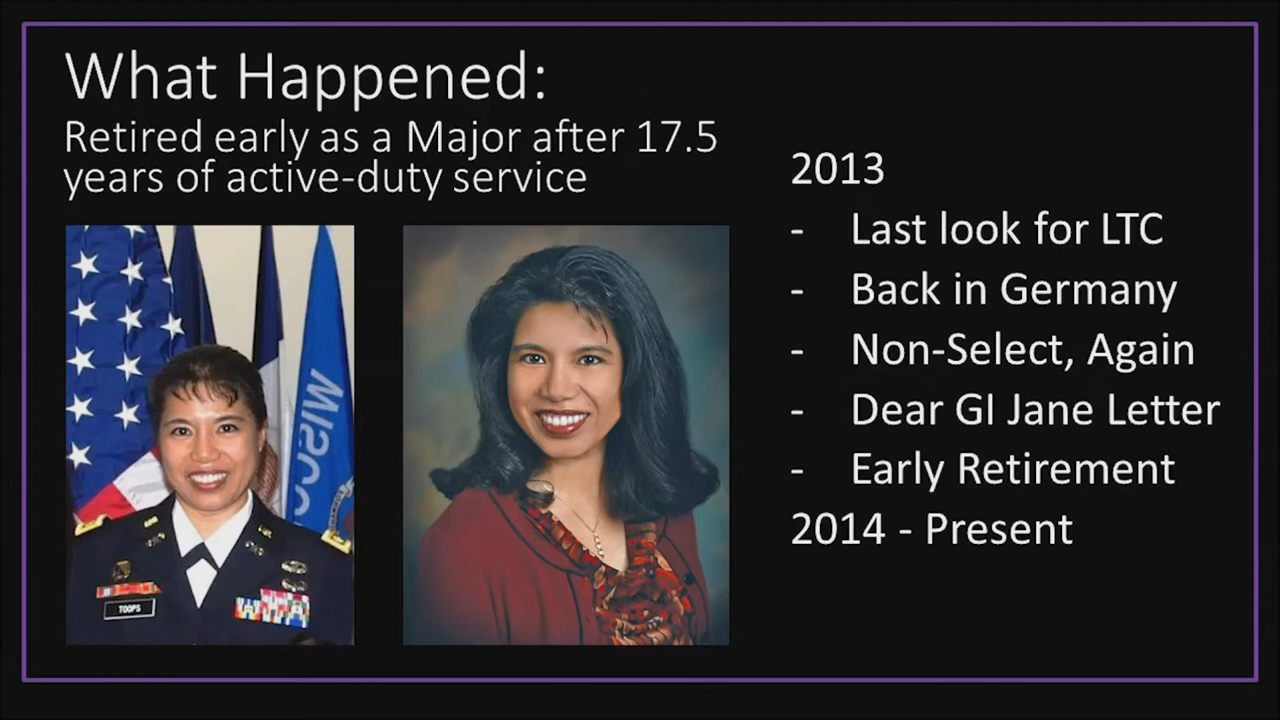 What Happened:
Retired early as a Major after 17.5
years of active-duty service
2013
- Last look for LTC
- Back in Germany
- Non-Select, Again
- Dear GI Jane Letter
- Early Retirement
2014 - Present
WISCO
TOOPS